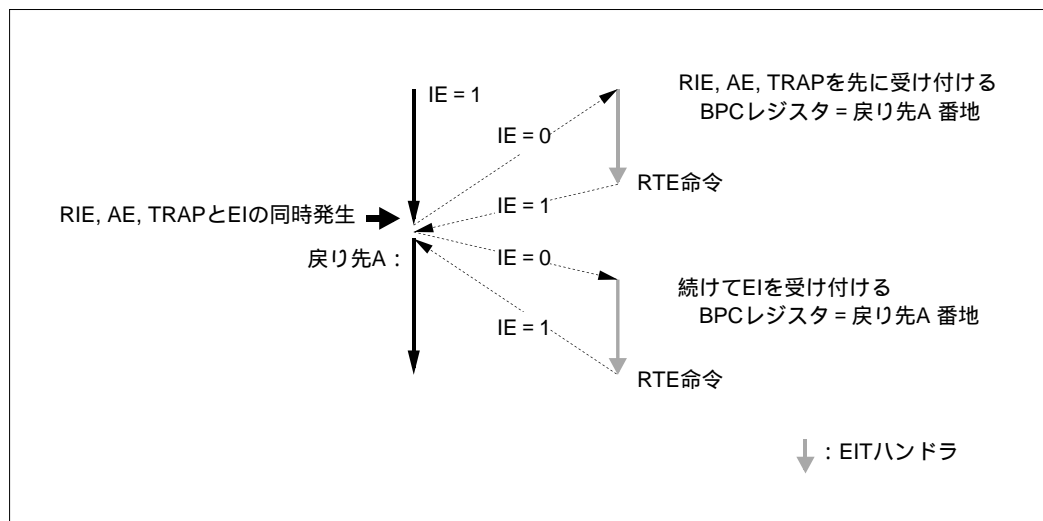 IE = 1
RIE, AE, TRAPを先に受け付ける
BPCレジスタ = 戻り先A 番地
IE = 0
RTE命令
IE = 1
RIE, AE, TRAPとEIの同時発生
戻り先A :
IE = 0
続けてEIを受け付ける
BPCレジスタ = 戻り先A 番地
IE = 1
RTE命令
: EITハンドラ